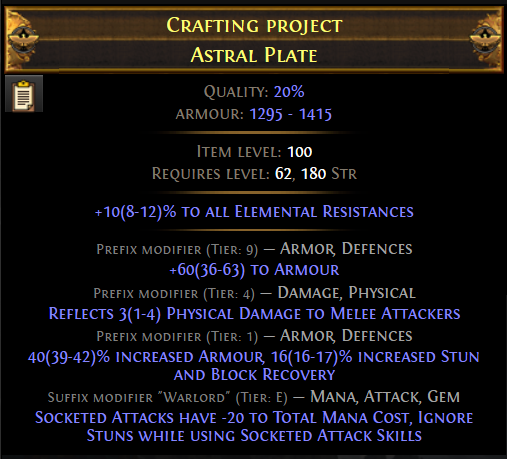 Crafting project
Astral Plate
Quality: 20%
armour: 1295 - 1415
Item level: 100
Requires level: 62, 180 Str
+10(8-12)% to all Elemental Resistances
Prefix modifier (Tier: 9) — Armor, Defences
+60(36-63) to Armour
Prefix modifier (Tier: 4) — Damage, Physical
Reflects 3(1-4) Physical Damage to Melee Attackers
Prefix modifier (Tier: 1) — Armor, Defences
40(39-42)% increased Armour, 16(16-17)% increased Stun
and Block Recovery
Suffix modifier "Warlord" (Tier: E) — Mana, Attack, Gem
Socketed Attacks have -20 to Total Mana Cost, Ignore
Stuns while using Socketed Attack Skills